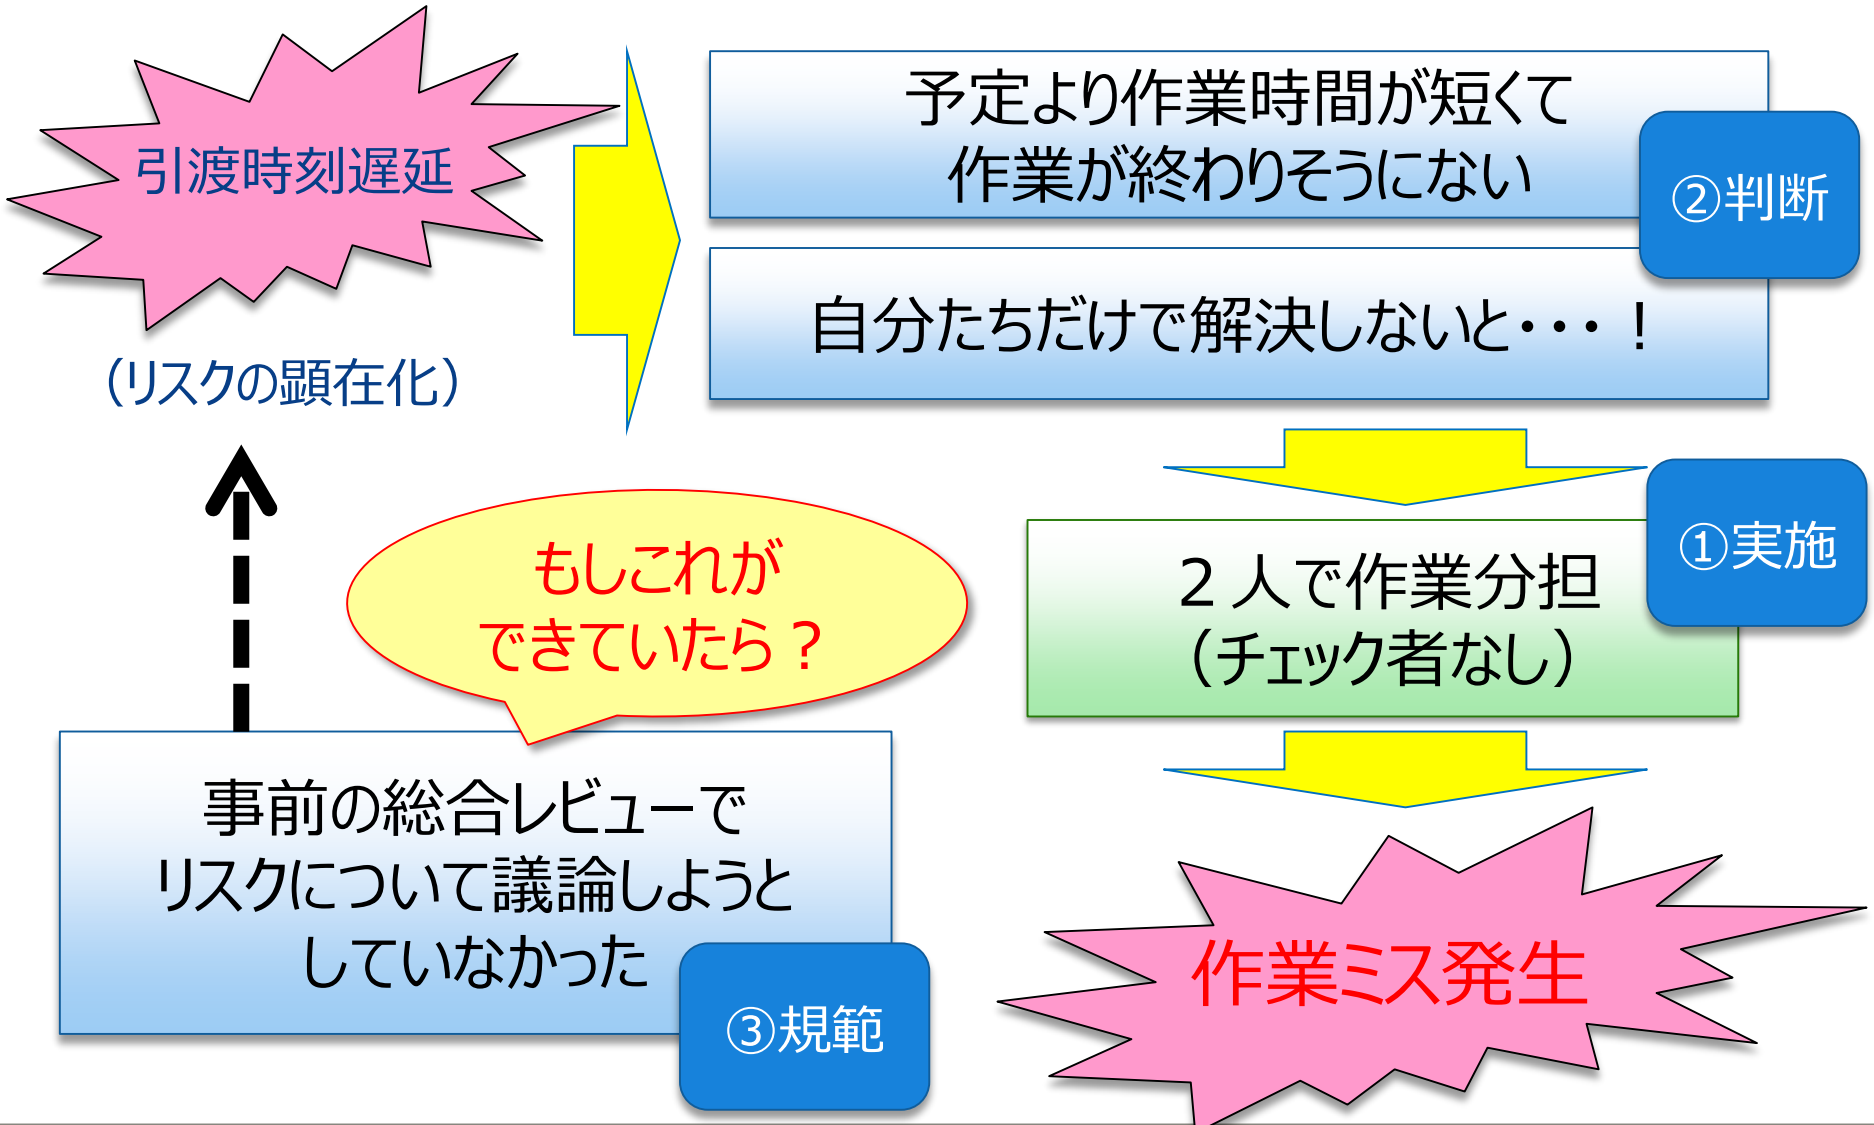 引渡時刻遅延
（リスクの顕在化）
予定より作業時間が短くて
作業が終わりそうにない
②判断
自分たちだけで解決しないと・・・！
２人で作業分担
（チェック者なし）
①実施
もしこれが
できていたら？
事前の総合レビューで
リスクについて議論しようと
していなかった
③規範
作業ミス発生